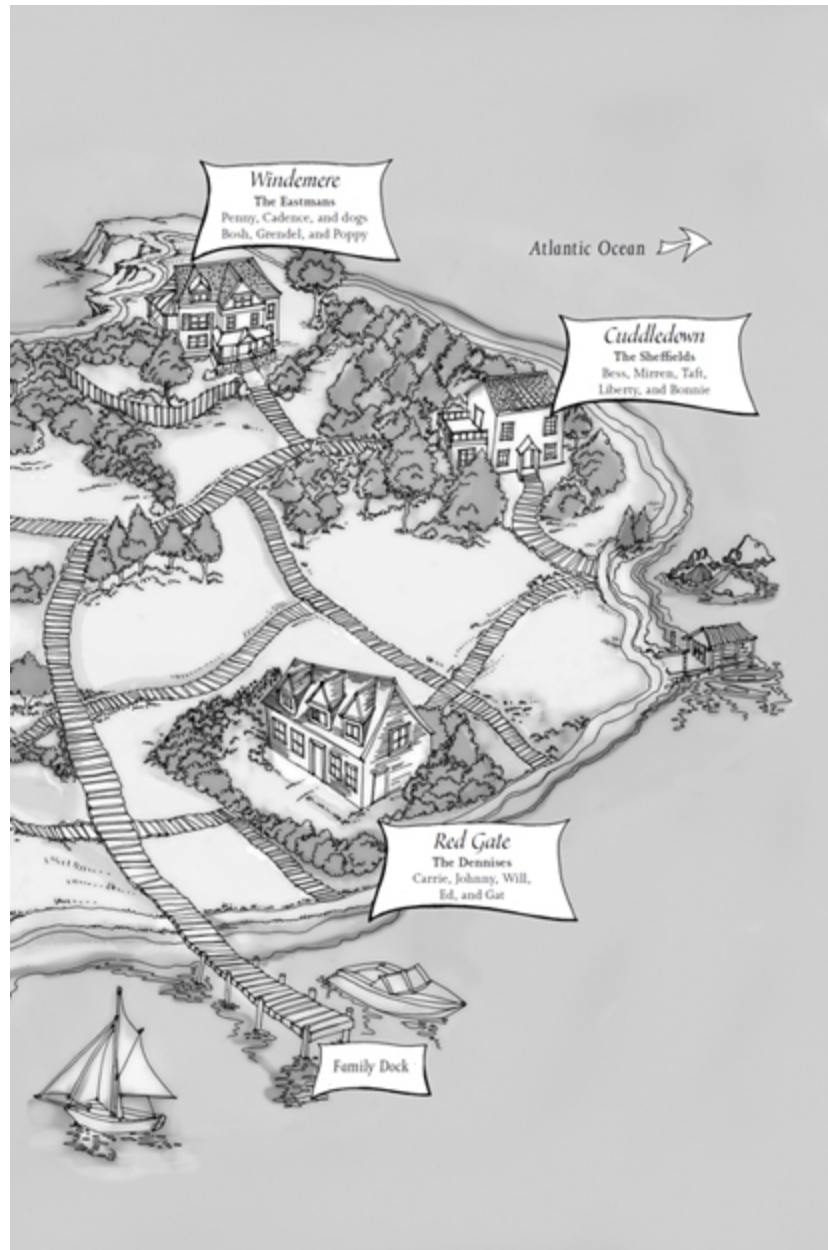 Windemere
The Eastmans
Penny, Cadence, and dogs
Bosh, Grendel, and Poppy
Atlantic Ocean
Cuddledown
The Sheffields
Bess, Mirren, Taft,
Liberty, and Bonnie
Red Gate
The Dennises
Carrie, Johnny, Will,
Ed, and Gat
Family Dock